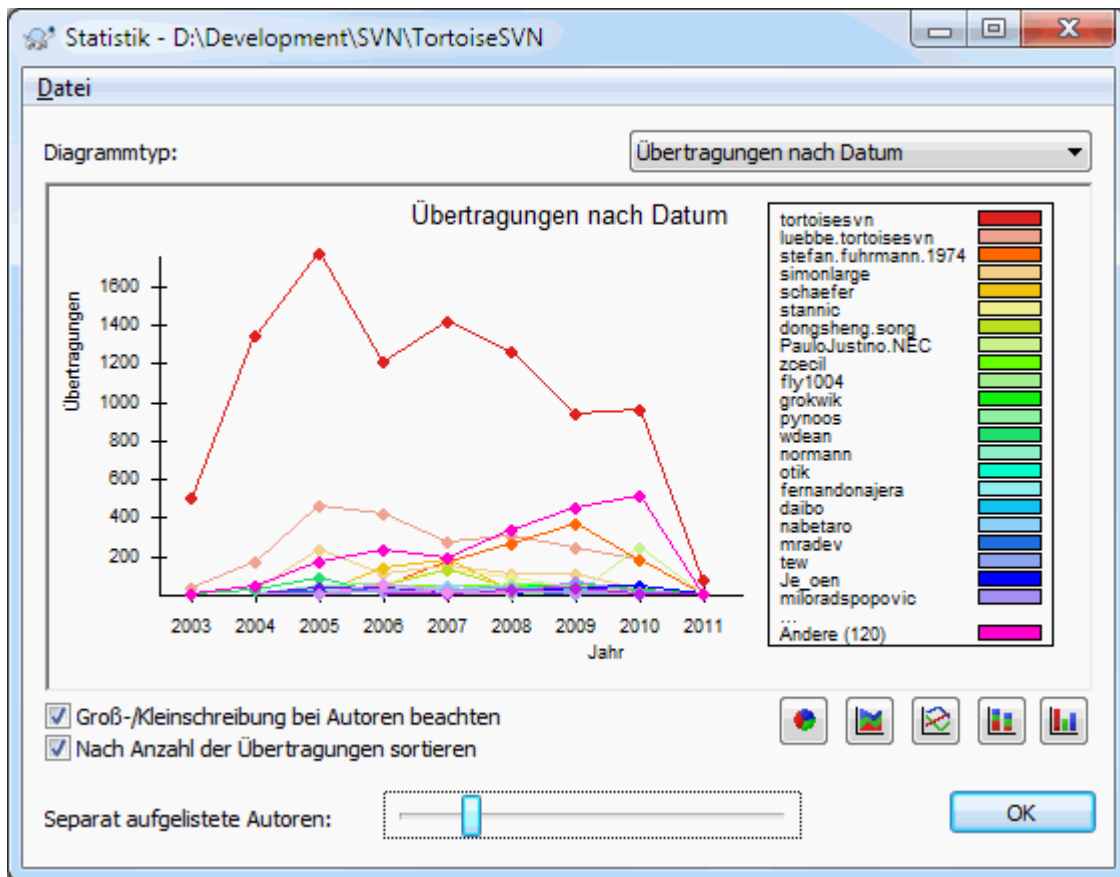 Statistik - D:\Development\SVN\TortoiseSVN
Datei
Diagrammtyp:
Übertragungen nach Datum
Übertragungen nach Datum
Übertragungen
1600
1400
1200
1000
800
600
400
200
2003 2004 2005 2006 2007 2008 2009 2010 2011
Jahr
tortoisesvn
luebbe.tortoisesvn
stefan.fuhrmann.1974
simonlarge
schaefer
stannic
dongsheng.song
PauloJustino.NEC
zcecil
fly1004
grokwik
pynoos
wdean
normann
otik
fernandonajera
daibo
nabetaro
mradev
tew
Je_oen
miloradspopovic
...
Andere (120)
Groß-/Kleinschreibung bei Autoren beachten
Nach Anzahl der Übertragungen sortieren
Separat aufgelistete Autoren:
OK